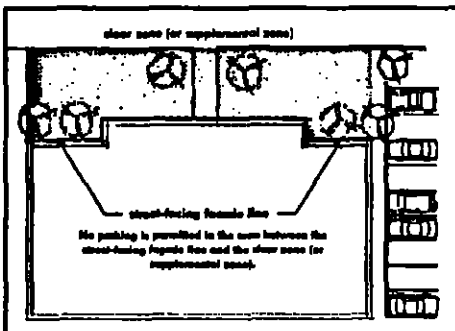 clear zone (or supplemental zone)
street-facing facade line
No parking is permitted in the area between the
street-facing facade line and the clear zone (or
supplemental zone).